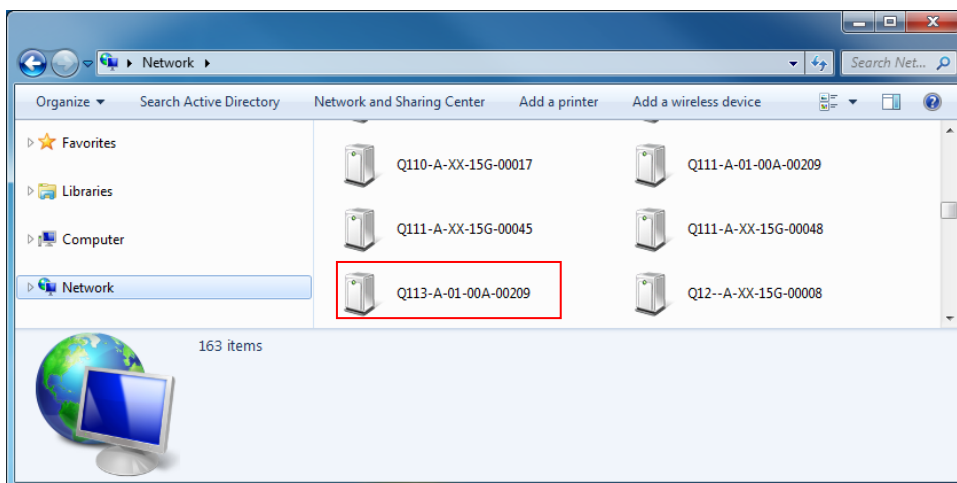 Network
Search Net...
Organize
Search Active Directory
Network and Sharing Center
Add a printer
Add a wireless device
Favorites
Libraries
Computer
Network
Q110-A-XX-15G-00017
Q111-A-01-00A-00209
Q111-A-XX-15G-00045
Q111-A-XX-15G-00048
Q113-A-01-00A-00209
Q12--A-XX-15G-00008
163 items